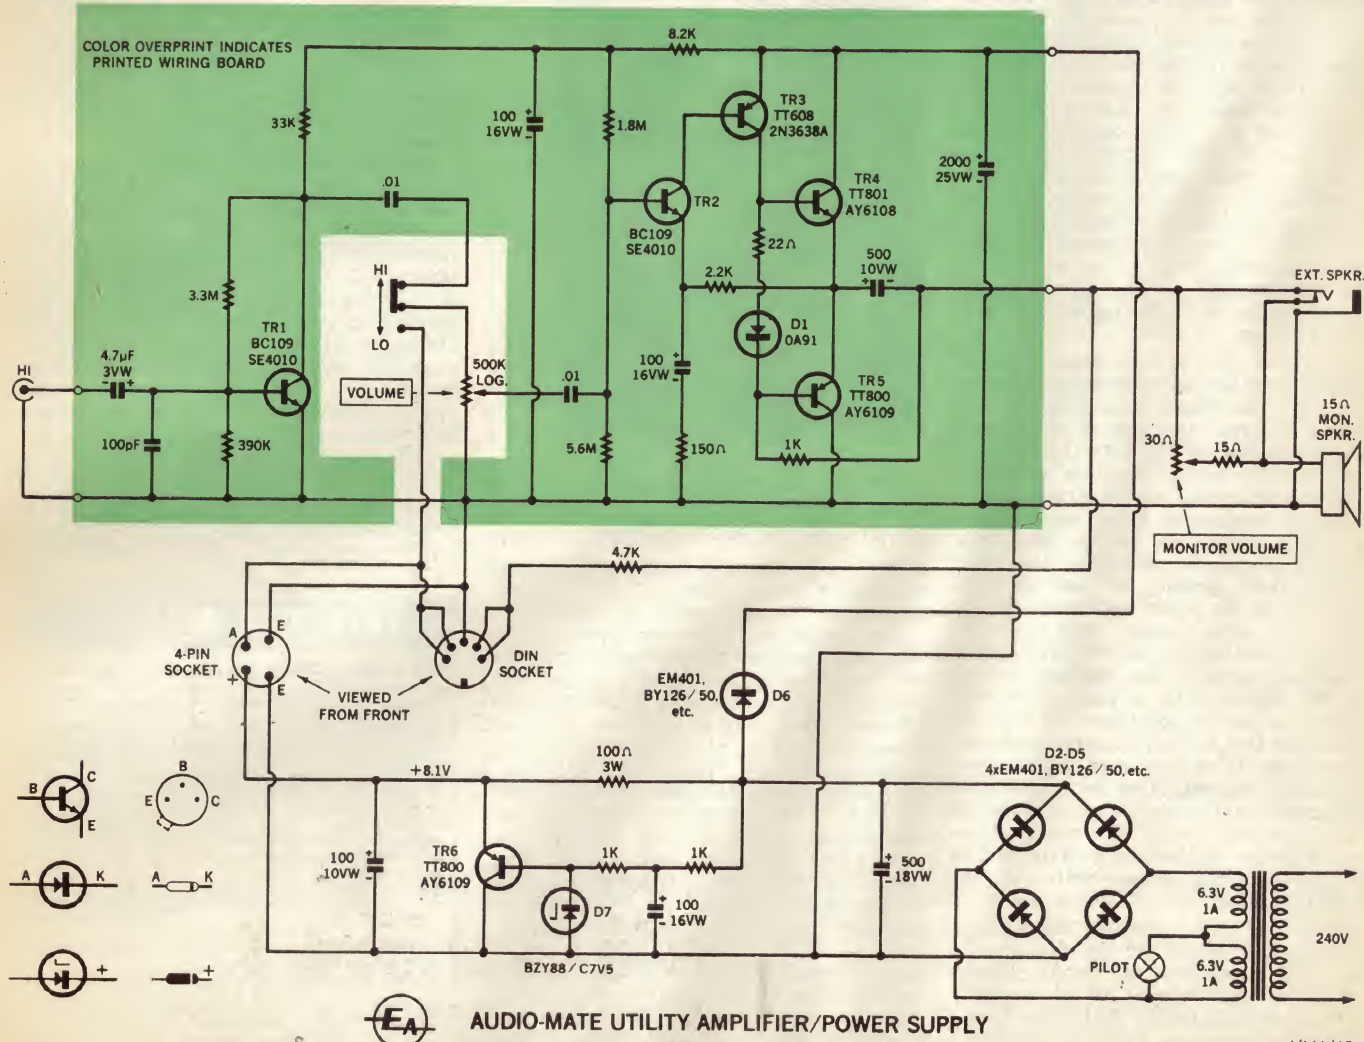 COLOR OVERPRINT INDICATES
PRINTED WIRING BOARD
8.2K
33K
100
16VW
+
-
1.8M
TR3
TT608
2N3638A
2000
25VW
+
-
.01
TR2
BC109
SE4010
TR4
TT801
AY6108
22Ω
500
10VW
+ -
HI
LO
3.3M
2.2K
EXT. SPKR.
TR1
BC109
SE4010
D1
OA91
HI
4.7µF
3VW
- +
500K
LOG.
VOLUME
.01
100
16VW
+
-
TR5
TT800
AY6109
15Ω
MON.
SPKR.
100pF
390K
5.6M
150Ω
1K
30Ω
15Ω
MONITOR VOLUME
4.7K
A
E
4-PIN
SOCKET
+
E
DIN
SOCKET
VIEWED
FROM FRONT
EM401,
BY126/50,
etc.
D6
+8.1V
100Ω
3W
D2-D5
4xEM401, BY126/50, etc.
B
C
E
B
E
C
TR6
TT800
AY6109
1K
1K
100
10VW
+
-
500
18VW
+
-
A
K
A
K
D7
100
16VW
+
-
6.3V
1A
240V
BZY88/C7V5
PILOT
6.3V
1A
+
+
EA
AUDIO-MATE UTILITY AMPLIFIER/POWER SUPPLY